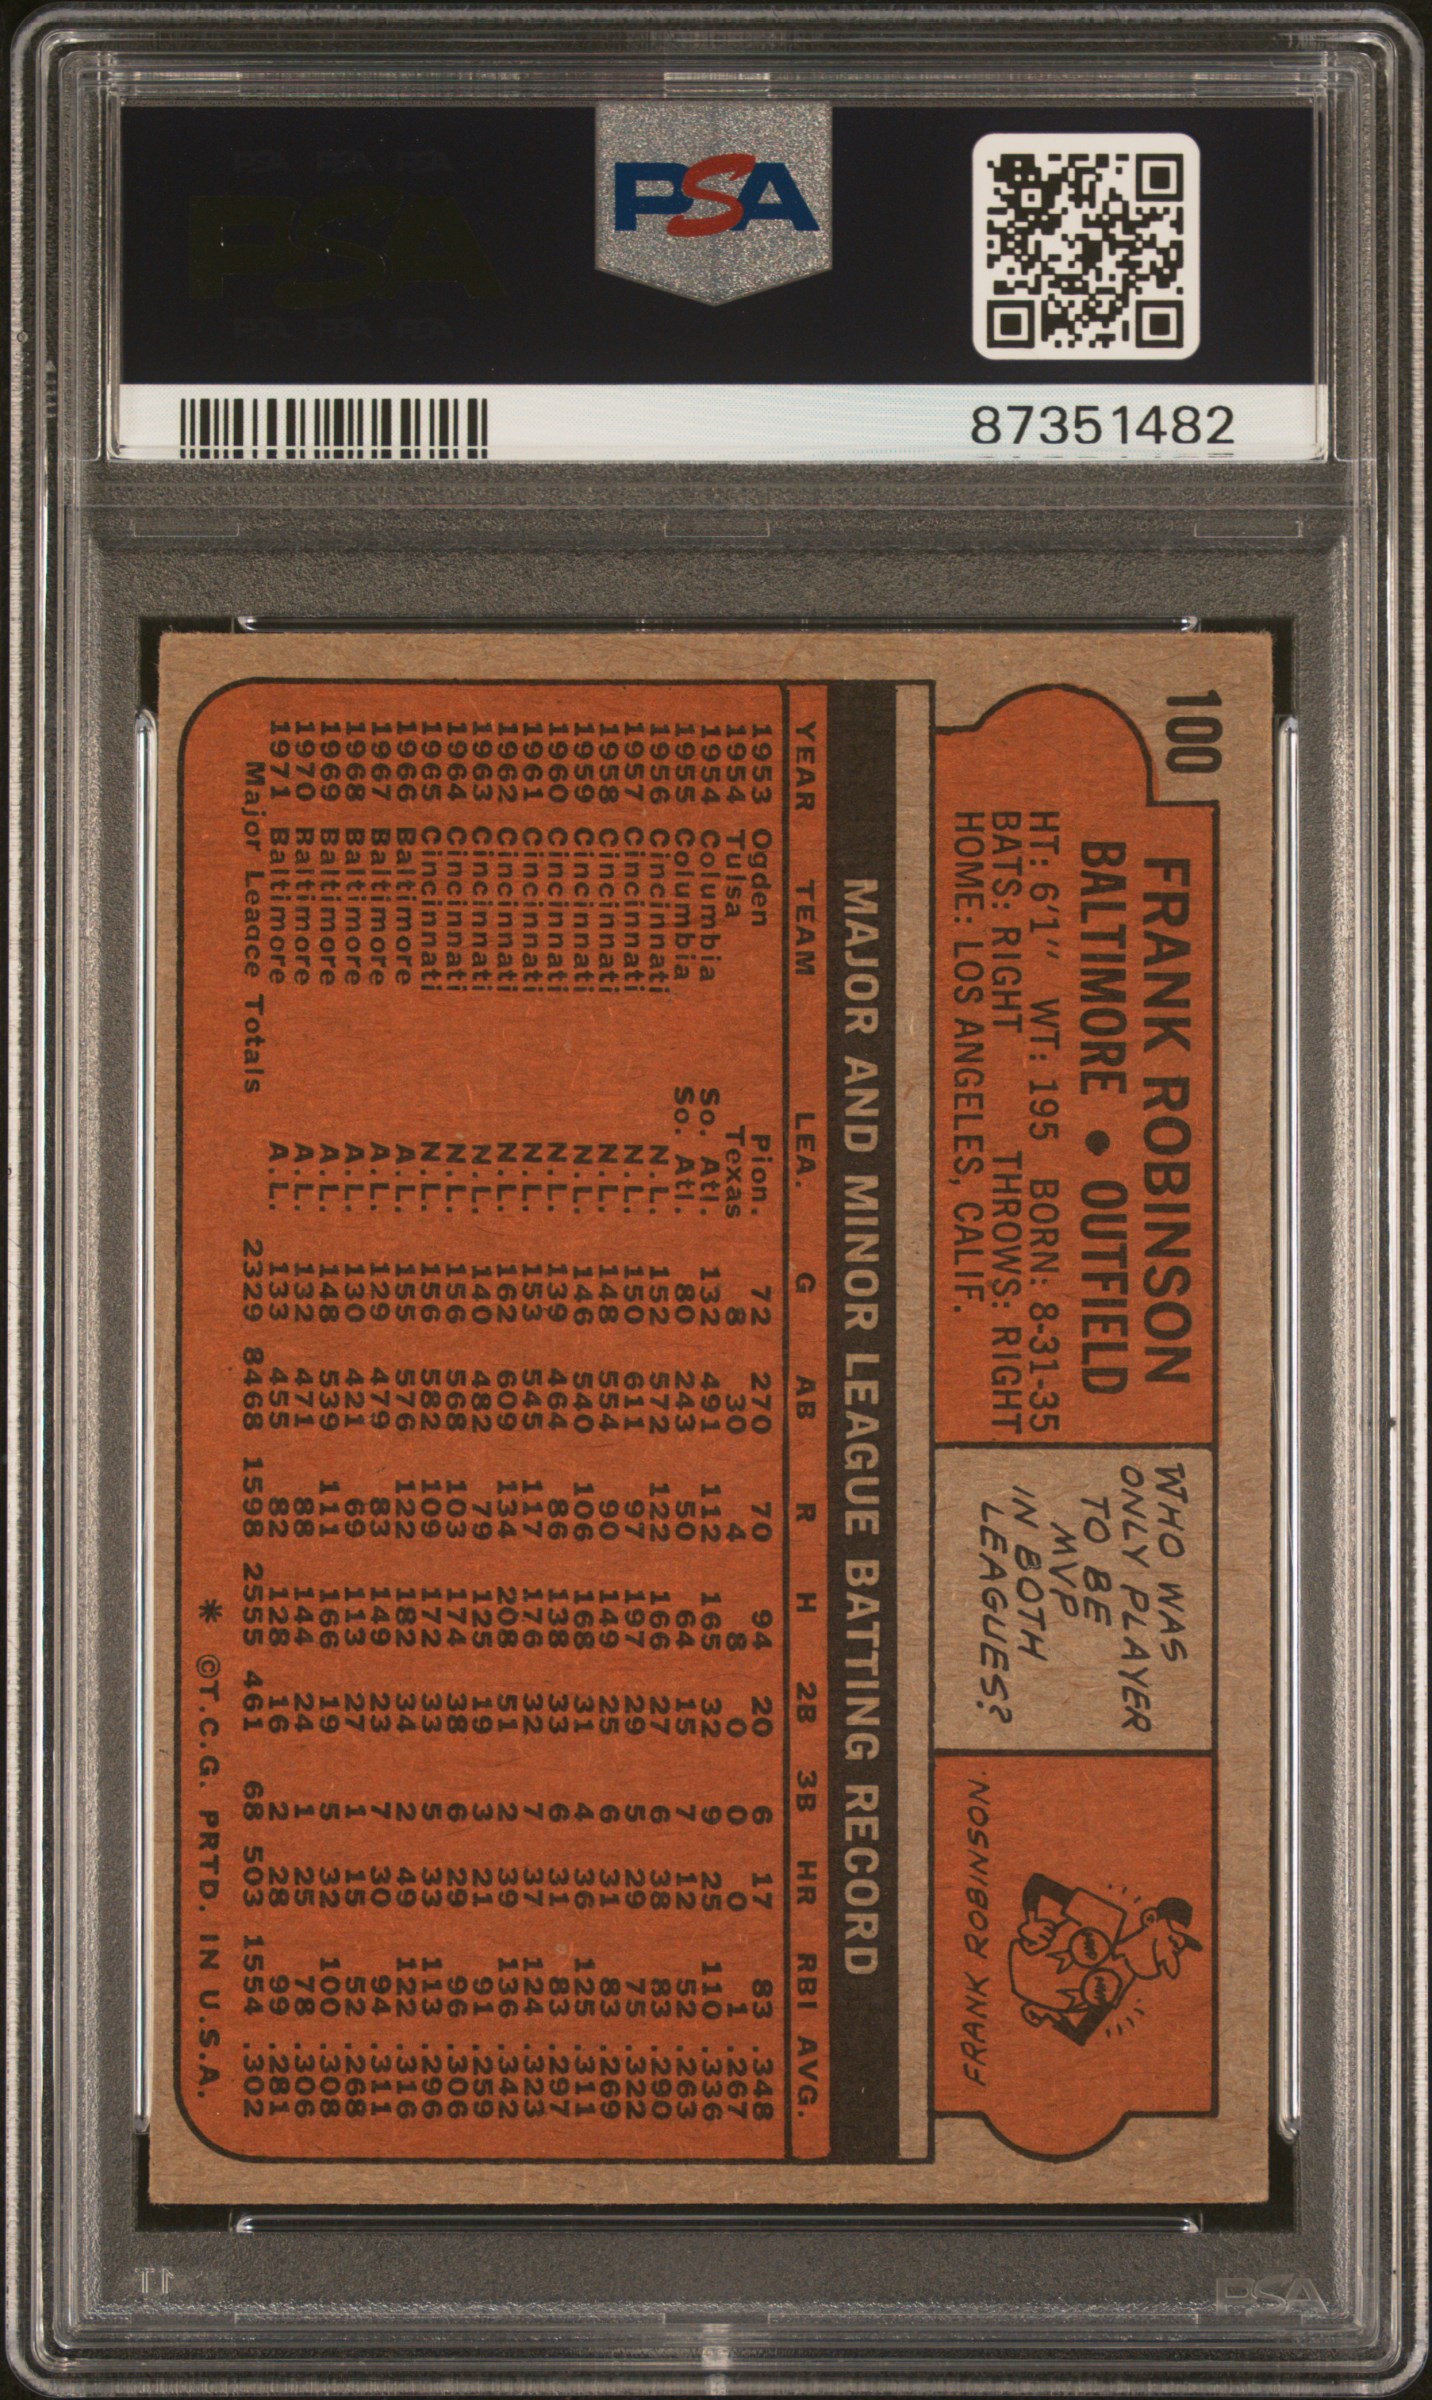 PSA
PSA PSA PSA
PSA
PSA PSA PSA
87351482
100
FRANK ROBINSON
BALTIMORE • OUTFIELD
HT: 6'1" WT: 195 BORN: 8-31-35
BATS: RIGHT THROWS: RIGHT
HOME: LOS ANGELES, CALIF.
WHO WAS
ONLY PLAYER
TO BE
MVP
IN BOTH
LEAGUES?
MVP
MVP
FRANK ROBINSON.
MAJOR AND MINOR LEAGUE BATTING RECORD
YEAR TEAM LEA. G AB R H 2B 3B HR RBI AVG.
1953 Ogden Pion. 72 270 70 94 20 6 17 83 .348
1954 Tulsa Texas 8 30 4 8 0 0 0 1 .267
1954 Columbia So. Atl. 132 491 112 165 32 9 25 110 .336
1955 Columbia So. Atl. 80 243 50 64 15 7 12 52 .263
1956 Cincinnati N.L. 152 572 122 166 27 6 38 83 .290
1957 Cincinnati N.L. 150 611 97 197 29 5 29 75 .322
1958 Cincinnati N.L. 148 554 90 149 25 6 31 83 .269
1959 Cincinnati N.L. 146 540 106 168 31 4 36 125 .311
1960 Cincinnati N.L. 139 464 86 138 33 6 31 83 .297
1961 Cincinnati N.L. 153 545 117 176 32 7 37 124 .323
1962 Cincinnati N.L. 162 609 134 208 51 2 39 136 .342
1963 Cincinnati N.L. 140 482 79 125 19 3 21 91 .259
1964 Cincinnati N.L. 156 568 103 174 38 6 29 96 .306
1965 Cincinnati N.L. 156 582 109 172 33 5 33 113 .296
1966 Baltimore A.L. 155 576 122 182 34 2 49 122 .316
1967 Baltimore A.L. 129 479 83 149 23 7 30 94 .311
1968 Baltimore A.L. 130 421 69 113 27 1 15 52 .268
1969 Baltimore A.L. 148 539 111 166 19 5 32 100 .308
1970 Baltimore A.L. 132 471 88 144 24 1 25 78 .306
1971 Baltimore A.L. 133 455 82 128 16 2 28 99 .281
Major League Totals 2329 8468 1598 2555 461 68 503 1554 .302
* ©T.C.G. PRTD. IN U.S.A.
PSA